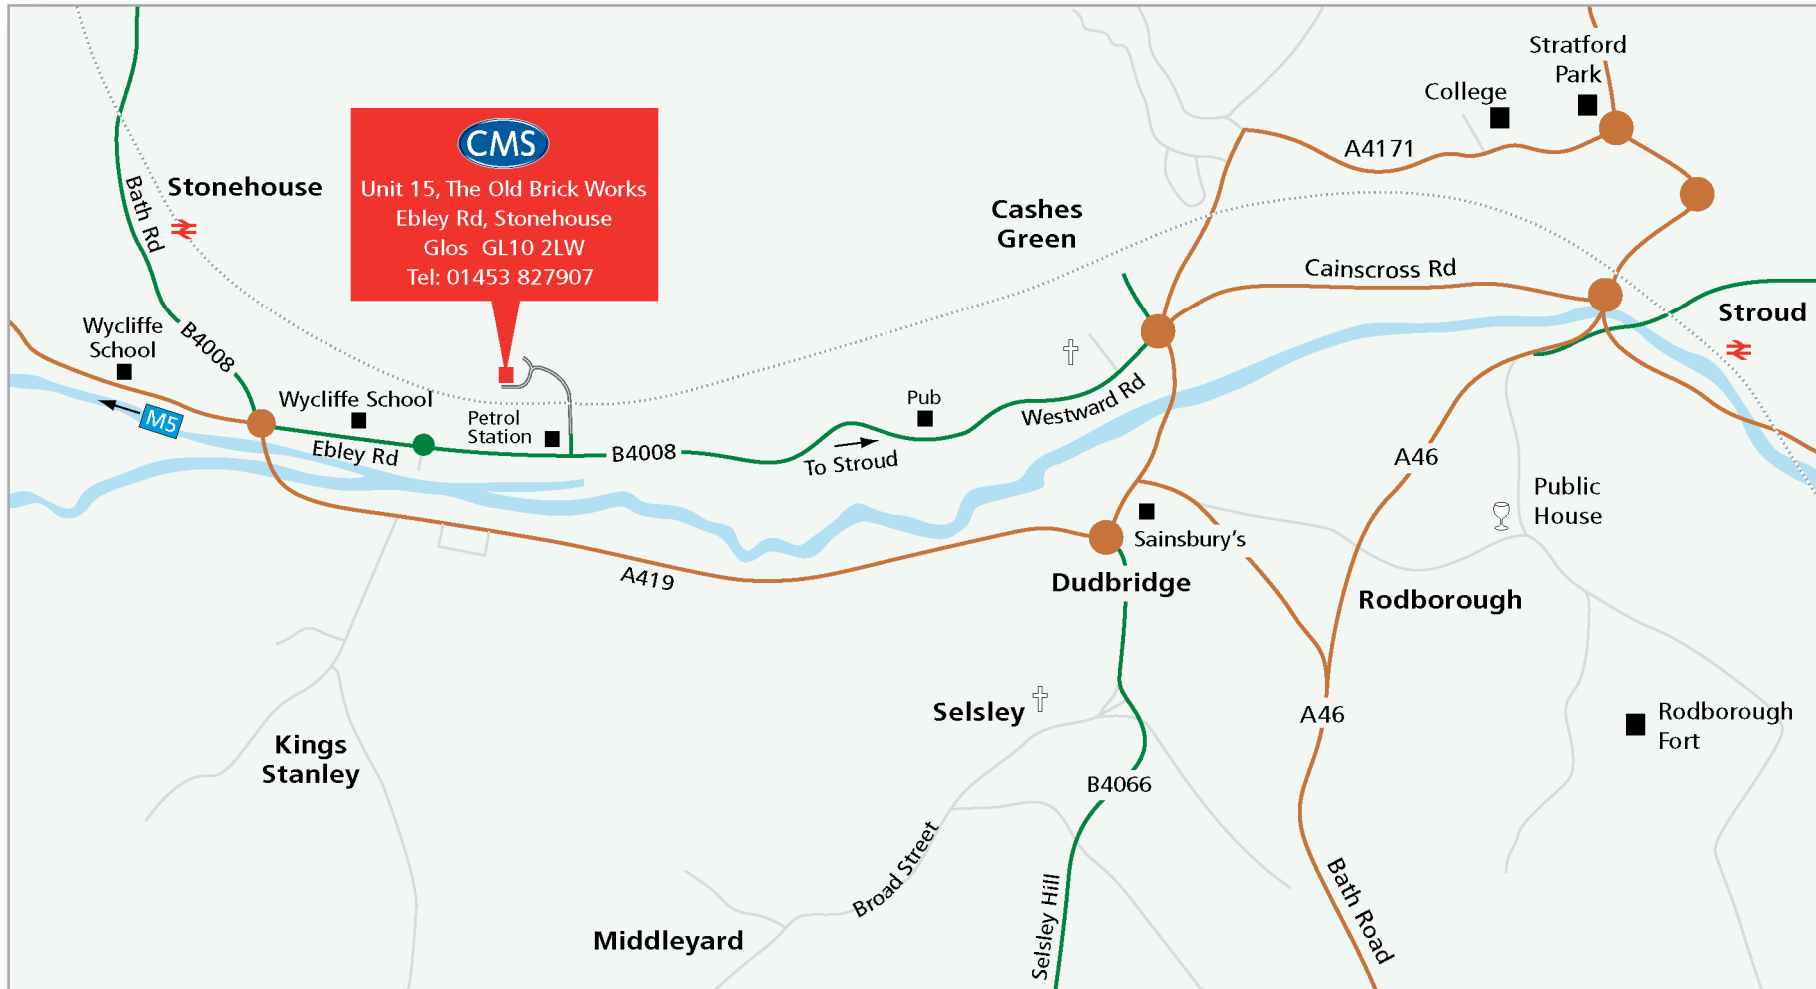 Stratford
Park
College
A4171
CMS
Unit 15, The Old Brick Works
Ebley Rd, Stonehouse
Glos  GL10 2LW
Tel: 01453 827907
Stonehouse
Bath Rd
Cashes
Green
Cainscross Rd
Stroud
Wycliffe
School
B4008
M5
Wycliffe School
Ebley Rd
Petrol
Station
B4008
To Stroud
Pub
Westward Rd
A46
Public
House
Sainsbury's
A419
Dudbridge
Rodborough
Selsley
A46
Rodborough
Fort
Kings
Stanley
B4066
Broad Street
Selsley Hill
Bath Road
Middleyard